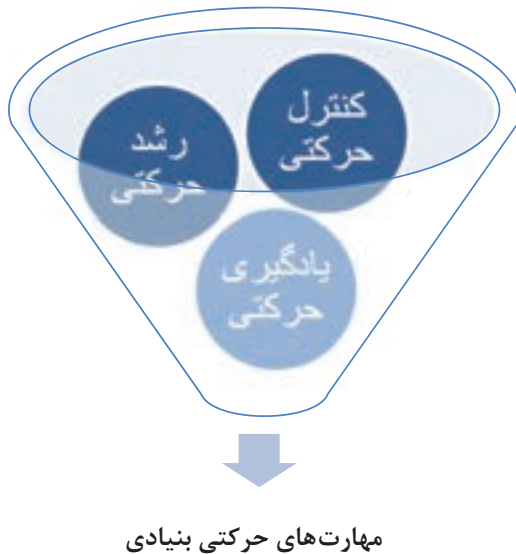 کنترل
حرکتی
رشد
حرکتی
یادگیری
حرکتی
مهارت‌های حرکتی بنیادی